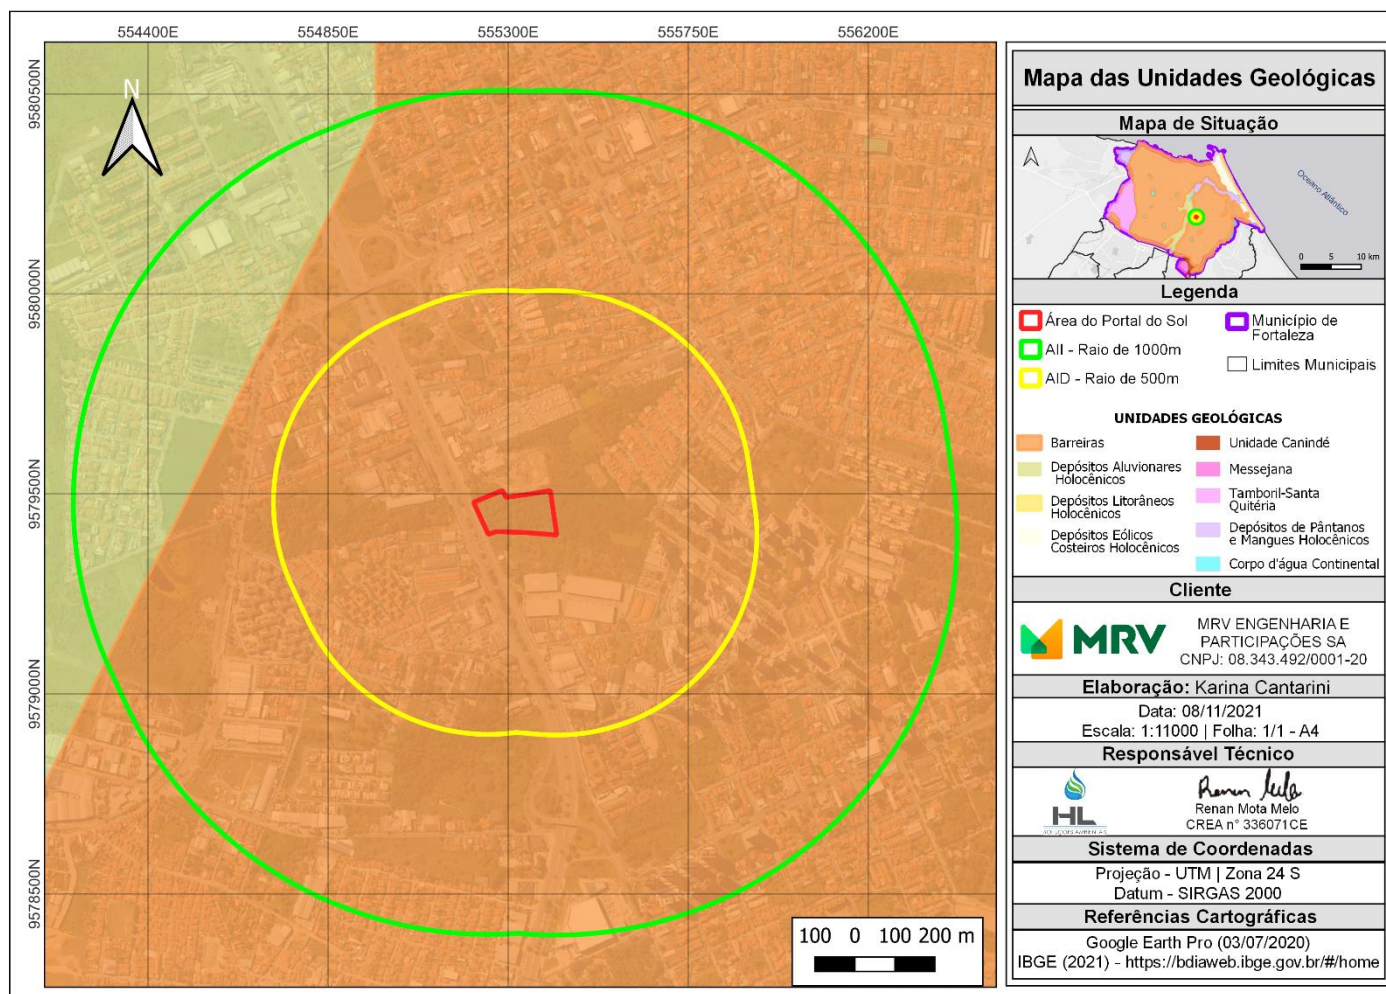 554400E 554850E 555300E 555750E 556200E
9580500N
9580000N
9579500N
9579000N
9578500N
N
100 0 100 200 m
Mapa das Unidades Geológicas
Mapa de Situação
Oceano Atlântico
0 5 10 km
Legenda
Área do Portal do Sol
AII - Raio de 1000m
AID - Raio de 500m
Município de
Fortaleza
Limites Municipais
UNIDADES GEOLÓGICAS
Barreiras
Depósitos Aluvionares
Holocênicos
Depósitos Litorâneos
Holocênicos
Depósitos Eólicos
Costeiros Holocênicos
Unidade Canindé
Messejana
Tamboril-Santa
Quitéria
Depósitos de Pântanos
e Mangues Holocênicos
Corpo d'água Continental
Cliente
MRV
MRV ENGENHARIA E
PARTICIPAÇÕES SA
CNPJ: 08.343.492/0001-20
Elaboração: Karina Cantarini
Data: 08/11/2021
Escala: 1:11000 | Folha: 1/1 - A4
Responsável Técnico
HL
SOLUÇÕES AMBIENTAIS
Renan Mota Melo
CREA n° 336071CE
Sistema de Coordenadas
Projeção - UTM | Zona 24 S
Datum - SIRGAS 2000
Referências Cartográficas
Google Earth Pro (03/07/2020)
IBGE (2021) - https://bdiaweb.ibge.gov.br/#/home